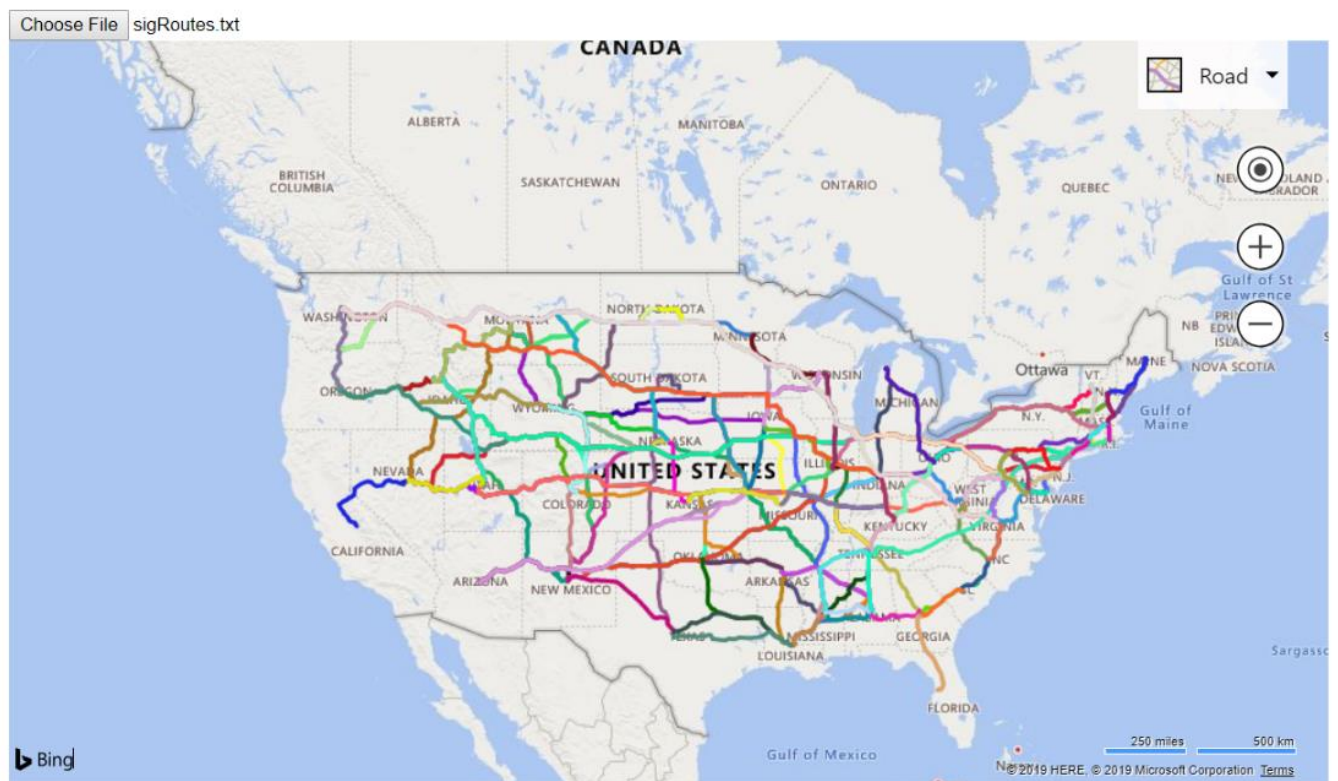 Choose File sigRoutes.txt
CANADA
Road
ALBERTA
MANITOBA
BRITISH
COLUMBIA
SASKATCHEWAN
ONTARIO
QUEBEC
Gulf of St
Lawrence
NB
NOVA SCOTIA
Ottawa
MAINE
VT.
N.Y.
Gulf of
Maine
WASHINGTON
MONTANA
NORTH DAKOTA
MINNESOTA
OREGON
IDAHO
SOUTH DAKOTA
WISCONSIN
MICHIGAN
WYOMING
IOWA
NEBRASKA
NEVADA
UNITED STATES
ILLINOIS
INDIANA
OHIO
N.J.
DELAWARE
COLORADO
KANSAS
MISSOURI
KENTUCKY
VIRGINIA
CALIFORNIA
OKLAHOMA
TENNESSEE
NC
ARIZONA
NEW MEXICO
ARKANSAS
SC
TEXAS
MISSISSIPPI
ALABAMA
GEORGIA
LOUISIANA
FLORIDA
Gulf of Mexico
250 miles
500 km
Bing
© 2019 HERE, © 2019 Microsoft Corporation Terms